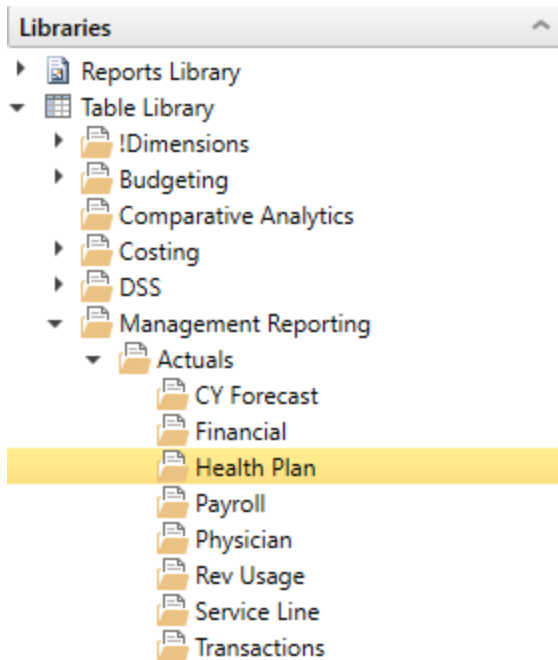 Libraries
Reports Library
Table Library
!Dimensions
Budgeting
Comparative Analytics
Costing
DSS
Management Reporting
Actuals
CY Forecast
Financial
Health Plan
Payroll
Physician
Rev Usage
Service Line
Transactions